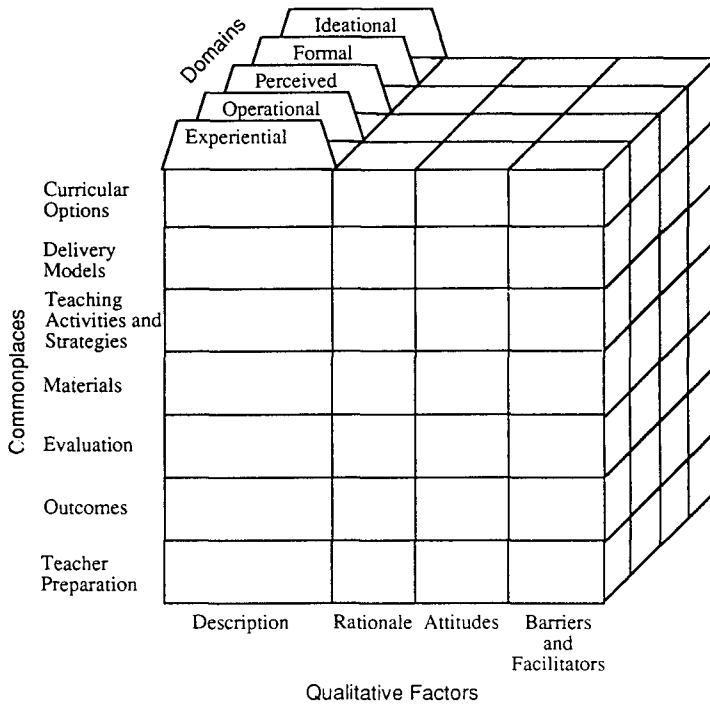 Domains
Ideational
Formal
Perceived
Operational
Experiential
Commonplaces
Curricular
Options
Delivery
Models
Teaching
Activities and
Strategies
Materials
Evaluation
Outcomes
Teacher
Preparation
Description
Rationale
Attitudes
Barriers
and
Facilitators
Qualitative Factors